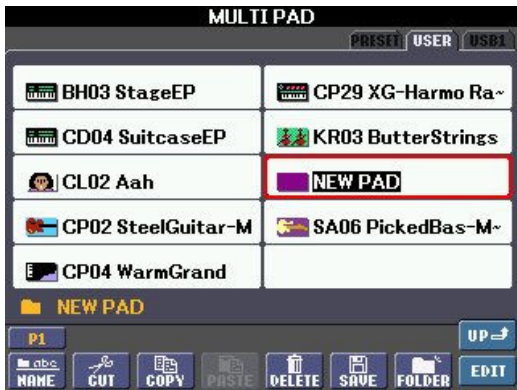 MULTI PAD
PRESET USER USB1
BH03 StageEP
CP29 XG-Harmo Ra~
CD04 SuitcaseEP
KR03 ButterStrings
CL02 Aah
NEW PAD
CP02 SteelGuitar-M
SA06 PickedBas-M~
CP04 WarmGrand
NEW PAD
P1
UP
abc
NAME CUT COPY PASTE DELETE SAVE FOLDER EDIT